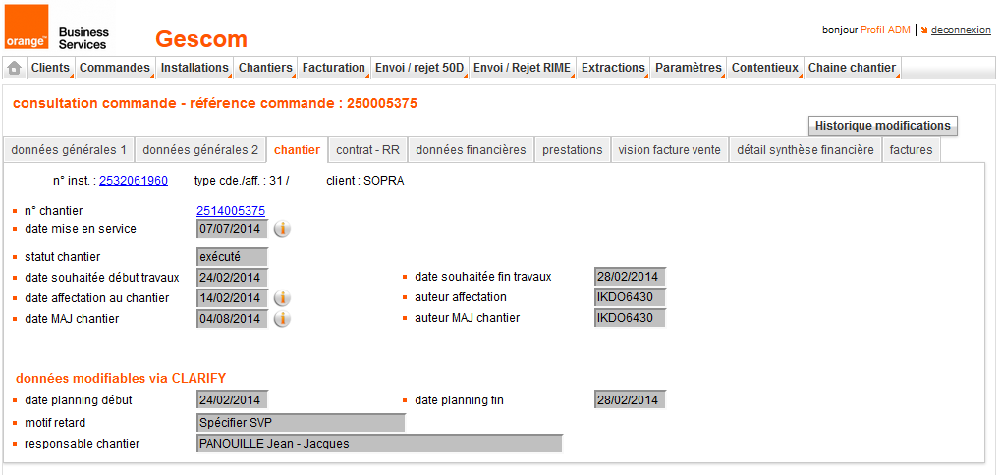 orange™
Business
Services
Gescom
bonjour Profil ADM deconnexion
Clients Commandes Installations Chantiers Facturation Envoi / rejet 50D Envoi / Rejet RIME Extractions Paramètres Contentieux Chaine chantier
consultation commande - référence commande : 250005375
Historique modifications
données générales 1 données générales 2 chantier contrat - RR données financières prestations vision facture vente détail synthèse financière factures
n° inst. : 2532061960 type cde./aff. : 31 / client : SOPRA
n° chantier 2514005375
date mise en service 07/07/2014
statut chantier exécuté
date souhaitée début travaux 24/02/2014 date souhaitée fin travaux 28/02/2014
date affectation au chantier 14/02/2014 auteur affectation IKDO6430
date MAJ chantier 04/08/2014 auteur MAJ chantier IKDO6430
données modifiables via CLARIFY
date planning début 24/02/2014 date planning fin 28/02/2014
motif retard Spécifier SVP
responsable chantier PANOUILLE Jean - Jacques